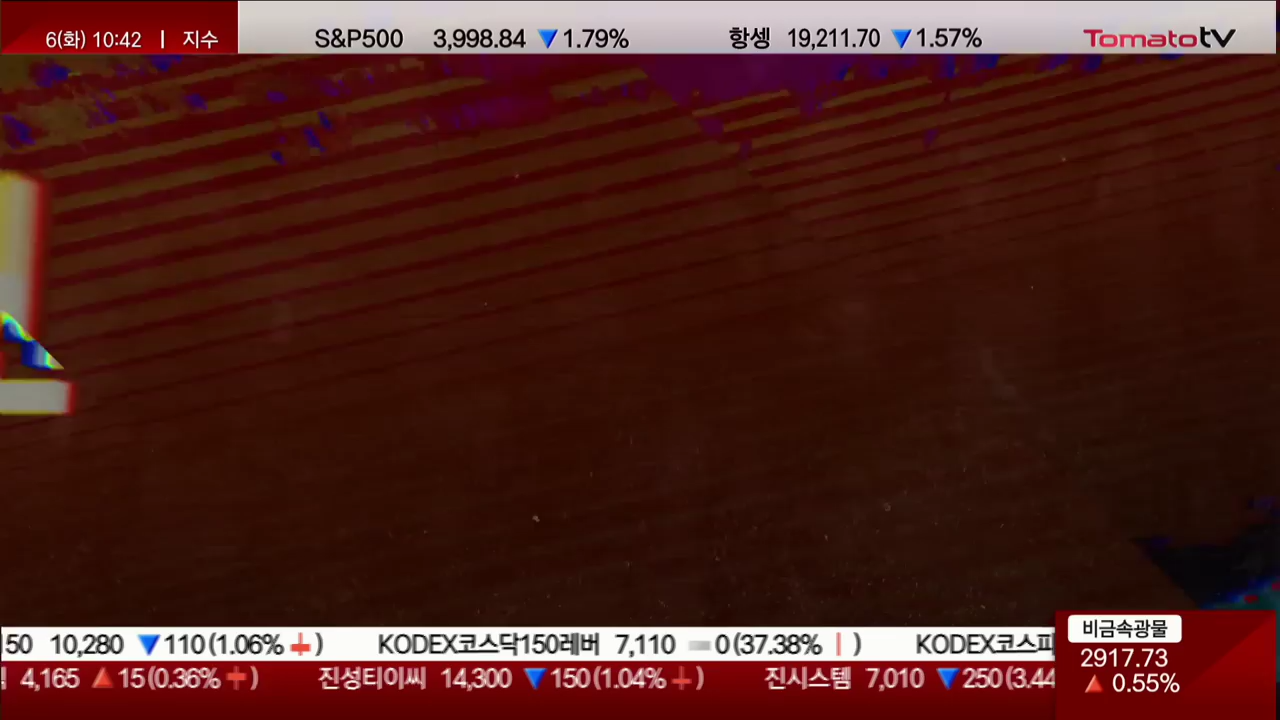 6(화) 10:42 | 지수 S&P500 3,998.84 ▼1.79% 항셍 19,211.70 ▼1.57% Tomato tv
50 10,280 ▼110(1.06% ) KODEX코스닥150레버 7,110 0(37.38% ) KODEX코스피
비금속광물
2917.73
▲ 0.55%
4,165 ▲15(0.36% ) 진성티이씨 14,300 ▼150(1.04% ) 진시스템 7,010 ▼250(3.44